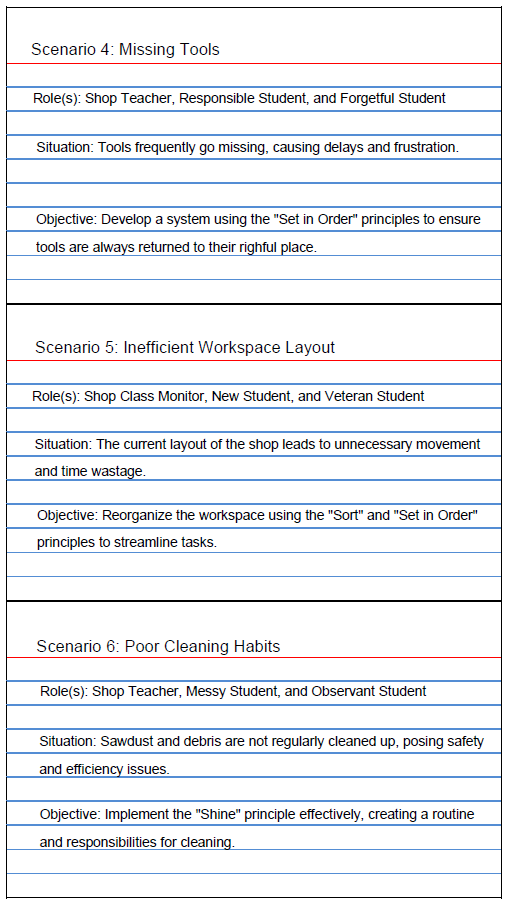 Scenario 4: Missing Tools
Role(s): Shop Teacher, Responsible Student, and Forgetful Student
Situation: Tools frequently go missing, causing delays and frustration.
Objective: Develop a system using the "Set in Order" principles to ensure
tools are always returned to their righful place.
Scenario 5: Inefficient Workspace Layout
Role(s): Shop Class Monitor, New Student, and Veteran Student
Situation: The current layout of the shop leads to unnecessary movement
and time wastage.
Objective: Reorganize the workspace using the "Sort" and "Set in Order"
principles to streamline tasks.
Scenario 6: Poor Cleaning Habits
Role(s): Shop Teacher, Messy Student, and Observant Student
Situation: Sawdust and debris are not regularly cleaned up, posing safety
and efficiency issues.
Objective: Implement the "Shine" principle effectively, creating a routine
and responsibilities for cleaning.